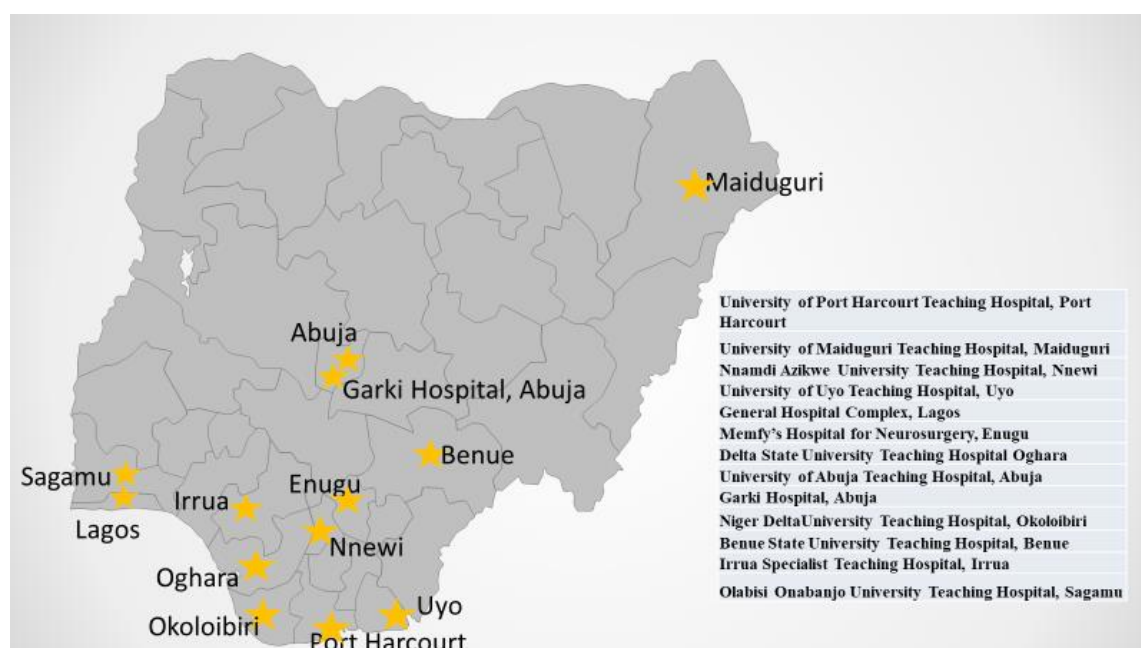 Maiduguri
Abuja
Garki Hospital, Abuja
Benue
Sagamu
Enugu
Irrua
Lagos
Nnewi
Oghara
Uyo
Okoloibiri
Port Harcourt
University of Port Harcourt Teaching Hospital, Port
Harcourt
University of Maiduguri Teaching Hospital, Maiduguri
Nnamdi Azikwe University Teaching Hospital, Nnewi
University of Uyo Teaching Hospital, Uyo
General Hospital Complex, Lagos
Memfy's Hospital for Neurosurgery, Enugu
Delta State University Teaching Hospital Oghara
University of Abuja Teaching Hospital, Abuja
Garki Hospital, Abuja
Niger DeltaUniversity Teaching Hospital, Okoloibiri
Benue State University Teaching Hospital, Benue
Irrua Specialist Teaching Hospital, Irrua
Olabisi Onabanjo University Teaching Hospital, Sagamu